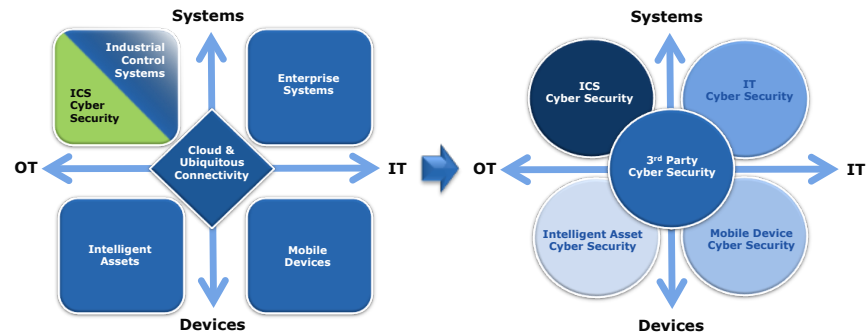 Systems
Industrial
Control
Systems
ICS
Cyber
Security
Enterprise
Systems
OT
Cloud &
Ubiquitous
Connectivity
IT
Intelligent
Assets
Mobile
Devices
Devices
Systems
ICS
Cyber Security
IT
Cyber Security
OT
3rd Party
Cyber Security
IT
Intelligent Asset
Cyber Security
Mobile Device
Cyber Security
Devices